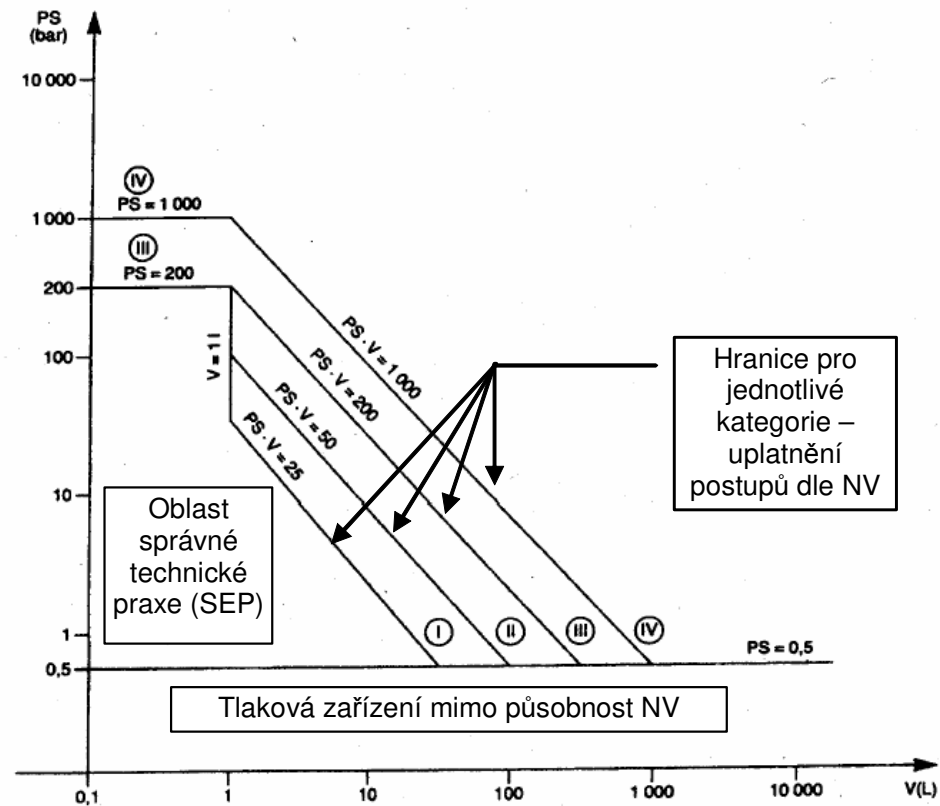 PS
(bar)
10 000
IV
PS = 1 000
1 000
III
PS = 200
200
V = 1 l
100
PS · V = 1 000
PS · V = 200
PS · V = 50
PS · V = 25
Hranice pro
jednotlivé
kategorie –
uplatnění
postupů dle NV
10
Oblast
správné
technické
praxe (SEP)
1
I
II
III
IV
PS = 0,5
0,5
Tlaková zařízení mimo působnost NV
0,1
1
10
100
1 000
10 000
V(L)